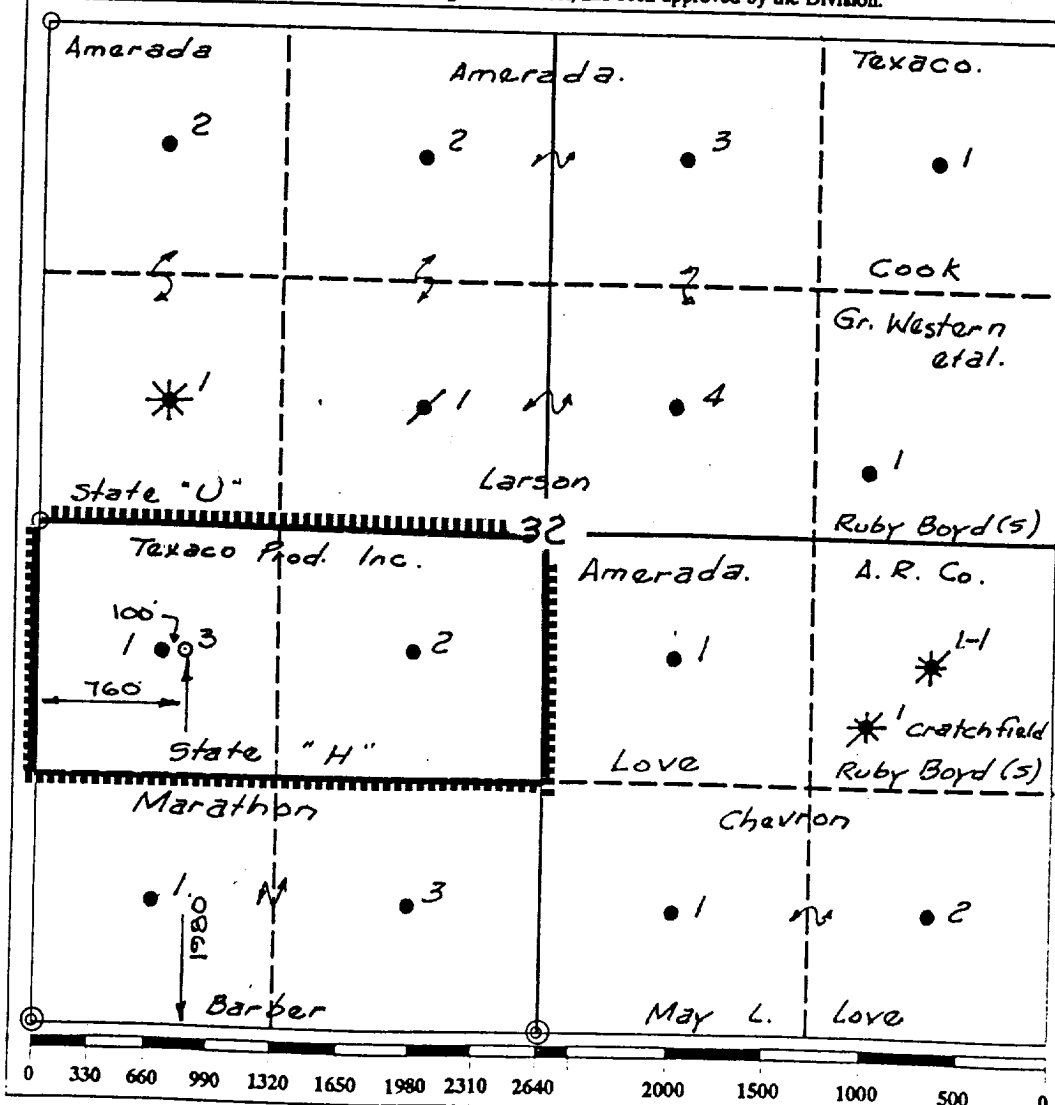 approved by the Division.
Amerada
Amerada.
Texaco.
2
2
3
1
Cook
Gr. Western
etal.
1
1
4
1
State "U"
Larson
32
Ruby Boyd (S)
Texaco Prod. Inc.
Amerada.
A. R. Co.
100'
1
3
2
1
1-1
760'
1 Cratchfield
State "H"
Love
Ruby Boyd (S)
Marathon
Chevron
1.
3
1
2
1980
Barber
May L. Love
0 330 660 990 1320 1650 1980 2310 2640 2000 1500 1000 500 0